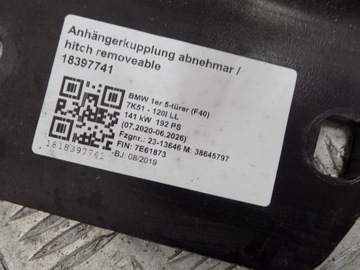 Anhängerkupplung abnehmar /
hitch removeable
18397741
BMW 1er 5-türer (F40)
7K51 - 120i LL
141 kW 192 PS
(07.2020-06.2026)
Fzgnr.: 23-13646 M: 38645797
FIN: 7E61873
-BJ: 08/2019
1618397741